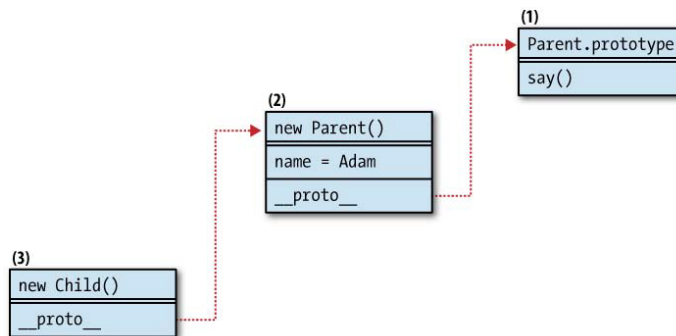 (1)
Parent.prototype
say()
(2)
new Parent()
name = Adam
__proto__
(3)
new Child()
__proto__